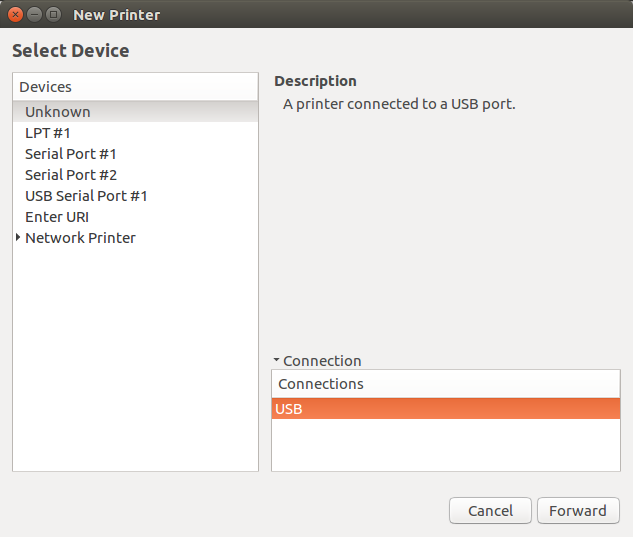 New Printer
Select Device
Devices
Unknown
LPT #1
Serial Port #1
Serial Port #2
USB Serial Port #1
Enter URI
Network Printer
Description
A printer connected to a USB port.
Connection
Connections
USB
Cancel
Forward